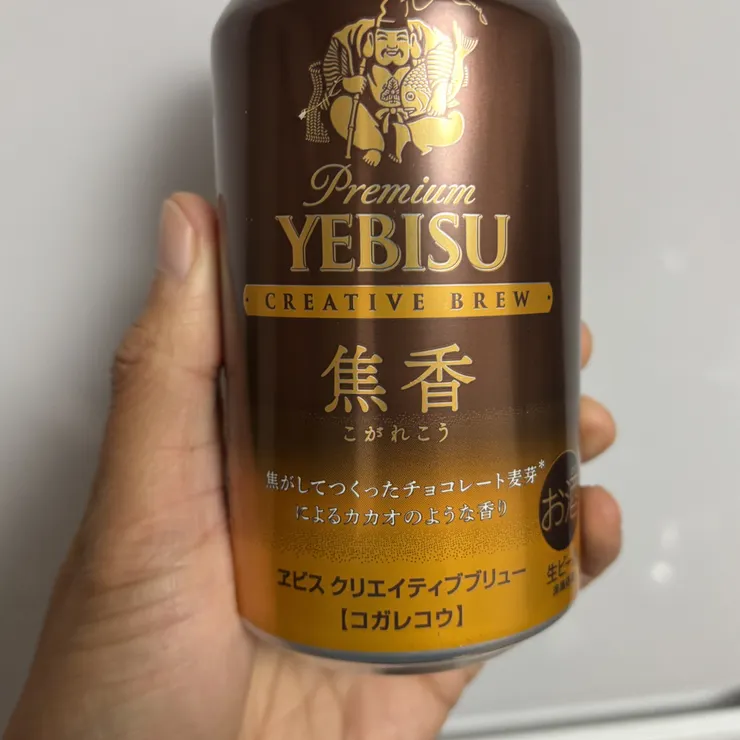 Premium
YEBISU
CREATIVE BREW
焦香
こがれこう
焦がしてつくったチョコレート麦芽*
によるカカオのような香り
お酒
ヱビス クリエイティブブリュー
【コガレコウ】